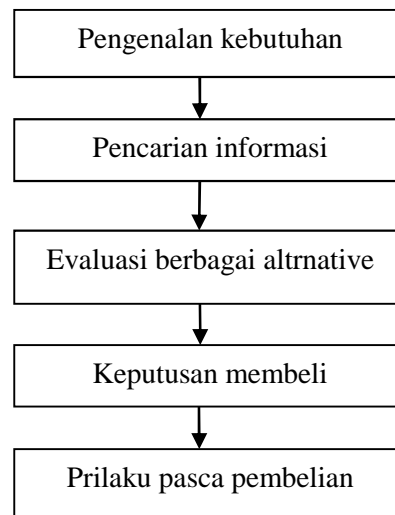 Pengenalan kebutuhan
Pencarian informasi
Evaluasi berbagai altrnative
Keputusan membeli
Prilaku pasca pembelian